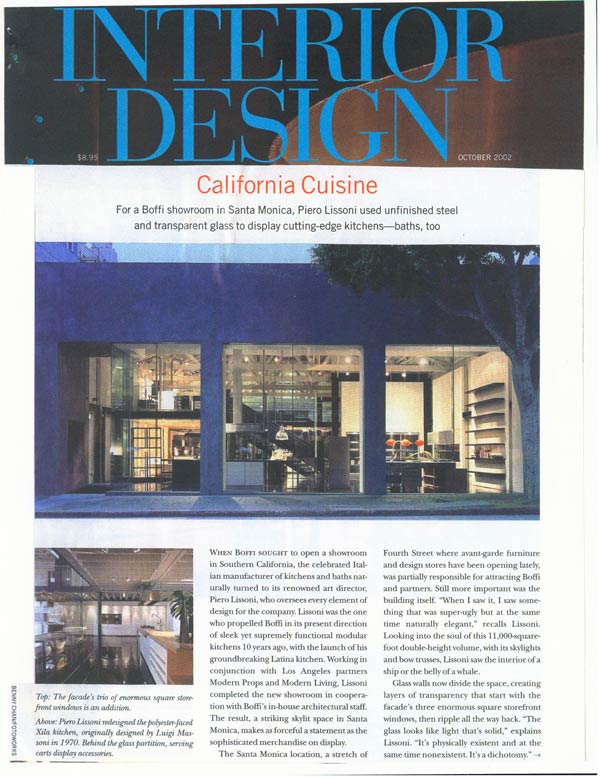 INTERIOR
DESIGN
$8.95
OCTOBER 2002
California Cuisine
For a Boffi showroom in Santa Monica, Piero Lissoni used unfinished steel
and transparent glass to display cutting-edge kitchens—baths, too
WHEN BOFFI SOUGHT to open a showroom
in Southern California, the celebrated Ital-
ian manufacturer of kitchens and baths nat-
urally turned to its renowned art director,
Piero Lissoni, who oversees every element of
design for the company. Lissoni was the one
who propelled Boffi in its present direction
of sleek yet supremely functional modular
kitchens 10 years ago, with the launch of his
groundbreaking Latina kitchen. Working in
conjunction with Los Angeles partners
Modern Props and Modern Living, Lissoni
completed the new showroom in coopera-
tion with Boffi's in-house architectural staff.
The result, a striking skylit space in Santa
Monica, makes as forceful a statement as the
sophisticated merchandise on display.
The Santa Monica location, a stretch of
Fourth Street where avant-garde furniture
and design stores have been opening lately,
was partially responsible for attracting Boffi
and partners. Still more important was the
building itself. "When I saw it, I saw some-
thing that was super-ugly but at the same
time naturally elegant," recalls Lissoni.
Looking into the soul of this 11,000-square-
foot double-height volume, with its skylights
and bow trusses, Lissoni saw the interior of a
ship or the belly of a whale.
Glass walls now divide the space, creating
layers of transparency that start with the
facade's three enormous square storefront
windows, then ripple all the way back. "The
glass looks like light that's solid," explains
Lissoni. "It's physically existent and at the
same time nonexistent. It's a dichotomy." →
Top: The facade's trio of enormous square store-
front windows is an addition.
Above: Piero Lissoni redesigned the polyester-faced
Xila kitchen, originally designed by Luigi Mas-
soni in 1970. Behind the glass partition, serving
carts display accessories.
BENNY CHAN/FOTOWORKS